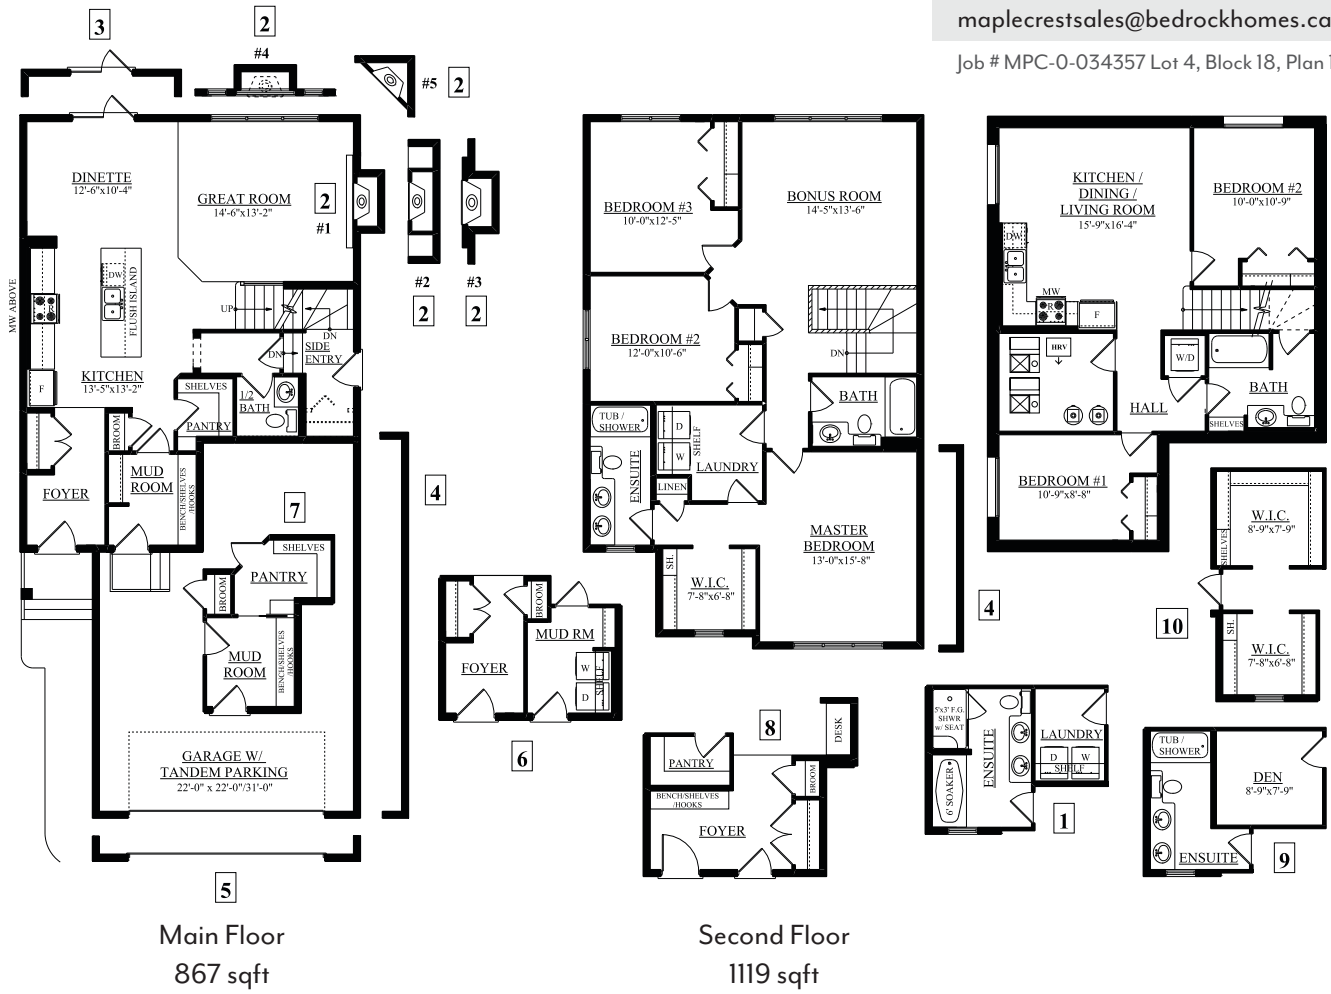 maplecrestsales@bedrockhomes.ca
Job # MPC-0-034357 Lot 4, Block 18, Plan 1
3
2
#4
#5
2
DINETTE
12'-6"x10'-4"
GREAT ROOM
14'-6"x13'-2"
2
#1
#2
2
#3
2
MW ABOVE
DW
FLUSH ISLAND
R
F
UP
DN
DN
SIDE
ENTRY
KITCHEN
13'-5"x13'-2"
SHELVES
PANTRY
1/2
BATH
BROOM
MUD
ROOM
BENCH/SHELVES
/HOOKS
FOYER
7
SHELVES
PANTRY
BROOM
MUD
ROOM
BENCH/SHELVES
/HOOKS
GARAGE W/
TANDEM PARKING
22'-0" x 22'-0"/31'-0"
4
5
Main Floor
867 sqft
BEDROOM #3
10'-0"x12'-5"
BONUS ROOM
14'-5"x13'-6"
BEDROOM #2
12'-0"x10'-6"
DN
BATH
TUB /
SHOWER
ENSUITE
D
W
SHELF
LAUNDRY
LINEN
MASTER
BEDROOM
13'-0"x15'-8"
SH.
W.I.C.
7'-8"x6'-8"
4
BROOM
MUD RM
FOYER
W
D
SHELF
6
8
DESK
PANTRY
BROOM
BENCH/SHELVES
/HOOKS
FOYER
Second Floor
1119 sqft
KITCHEN /
DINING /
LIVING ROOM
15'-9"x16'-4"
BEDROOM #2
10'-0"x10'-9"
DW
MW
R
F
HRV
W/D
HALL
BATH
SHELVES
BEDROOM #1
10'-9"x8'-8"
W.I.C.
8'-9"x7'-9"
SHELVES
10
SH.
W.I.C.
7'-8"x6'-8"
5'x3' F.G.
SHWR
w/ SEAT
ENSUITE
6' SOAKER
LAUNDRY
D
W
SHELF
1
TUB /
SHOWER
DEN
8'-9"x7'-9"
ENSUITE
9